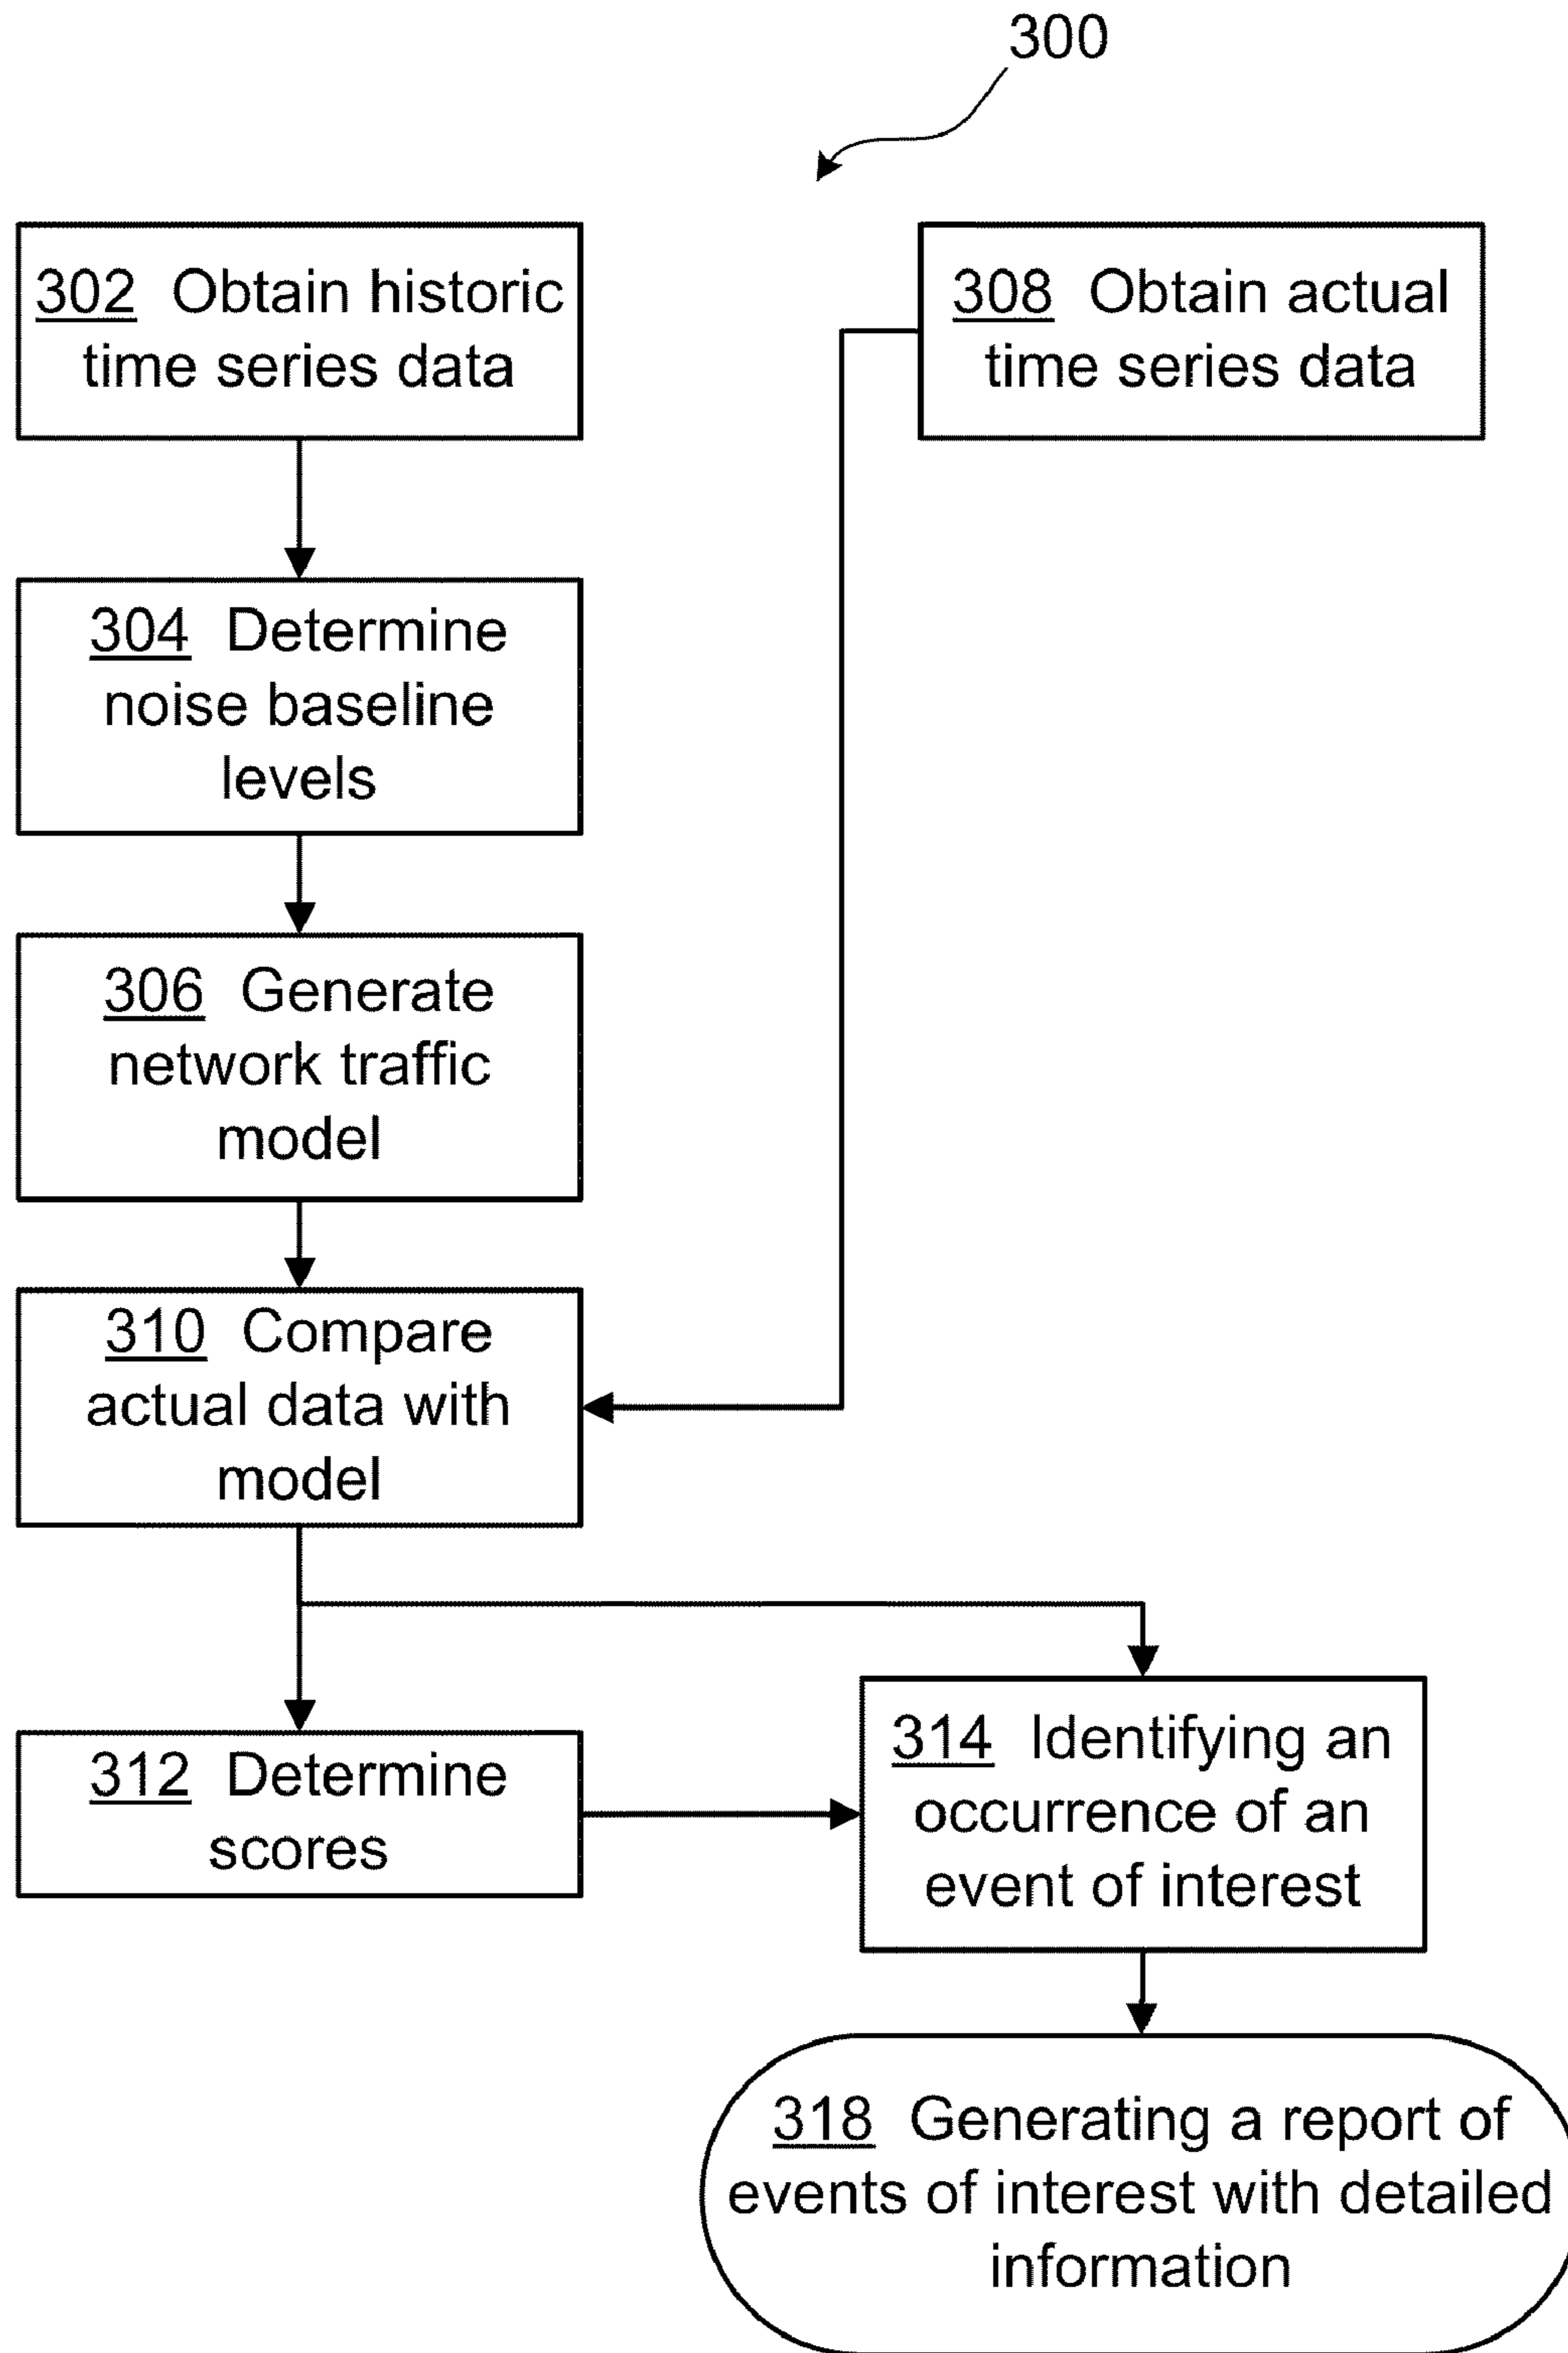 300
302 Obtain historic
time series data
308 Obtain actual
time series data
304 Determine
noise baseline
levels
306 Generate
network traffic
model
310 Compare
actual data with
model
312 Determine
scores
314 Identifying an
occurrence of an
event of interest
318 Generating a report of
events of interest with detailed
information